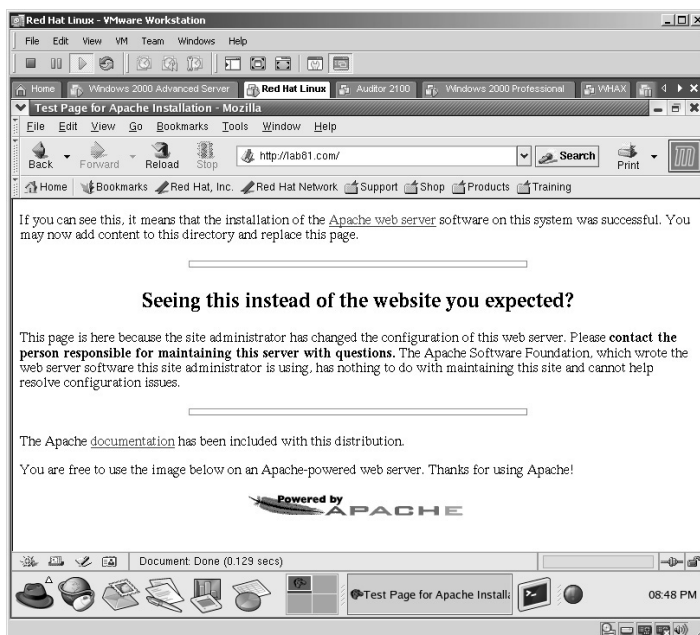 Red Hat Linux - VMware Workstation
File Edit View VM Team Windows Help
Home Windows 2000 Advanced Server Red Hat Linux Auditor 2100 Windows 2000 Professional WHAX
Test Page for Apache Installation - Mozilla
File Edit View Go Bookmarks Tools Window Help
Back Forward Reload Stop http://lab81.com/ Search Print
Home Bookmarks Red Hat, Inc. Red Hat Network Support Shop Products Training
If you can see this, it means that the installation of the Apache web server software on this system was successful. You
may now add content to this directory and replace this page.
Seeing this instead of the website you expected?
This page is here because the site administrator has changed the configuration of this web server. Please contact the
person responsible for maintaining this server with questions. The Apache Software Foundation, which wrote the
web server software this site administrator is using, has nothing to do with maintaining this site and cannot help
resolve configuration issues.
The Apache documentation has been included with this distribution.
You are free to use the image below on an Apache-powered web server. Thanks for using Apache!
Powered by
APACHE
Document: Done (0.129 secs)
Test Page for Apache Installa 08:48 PM